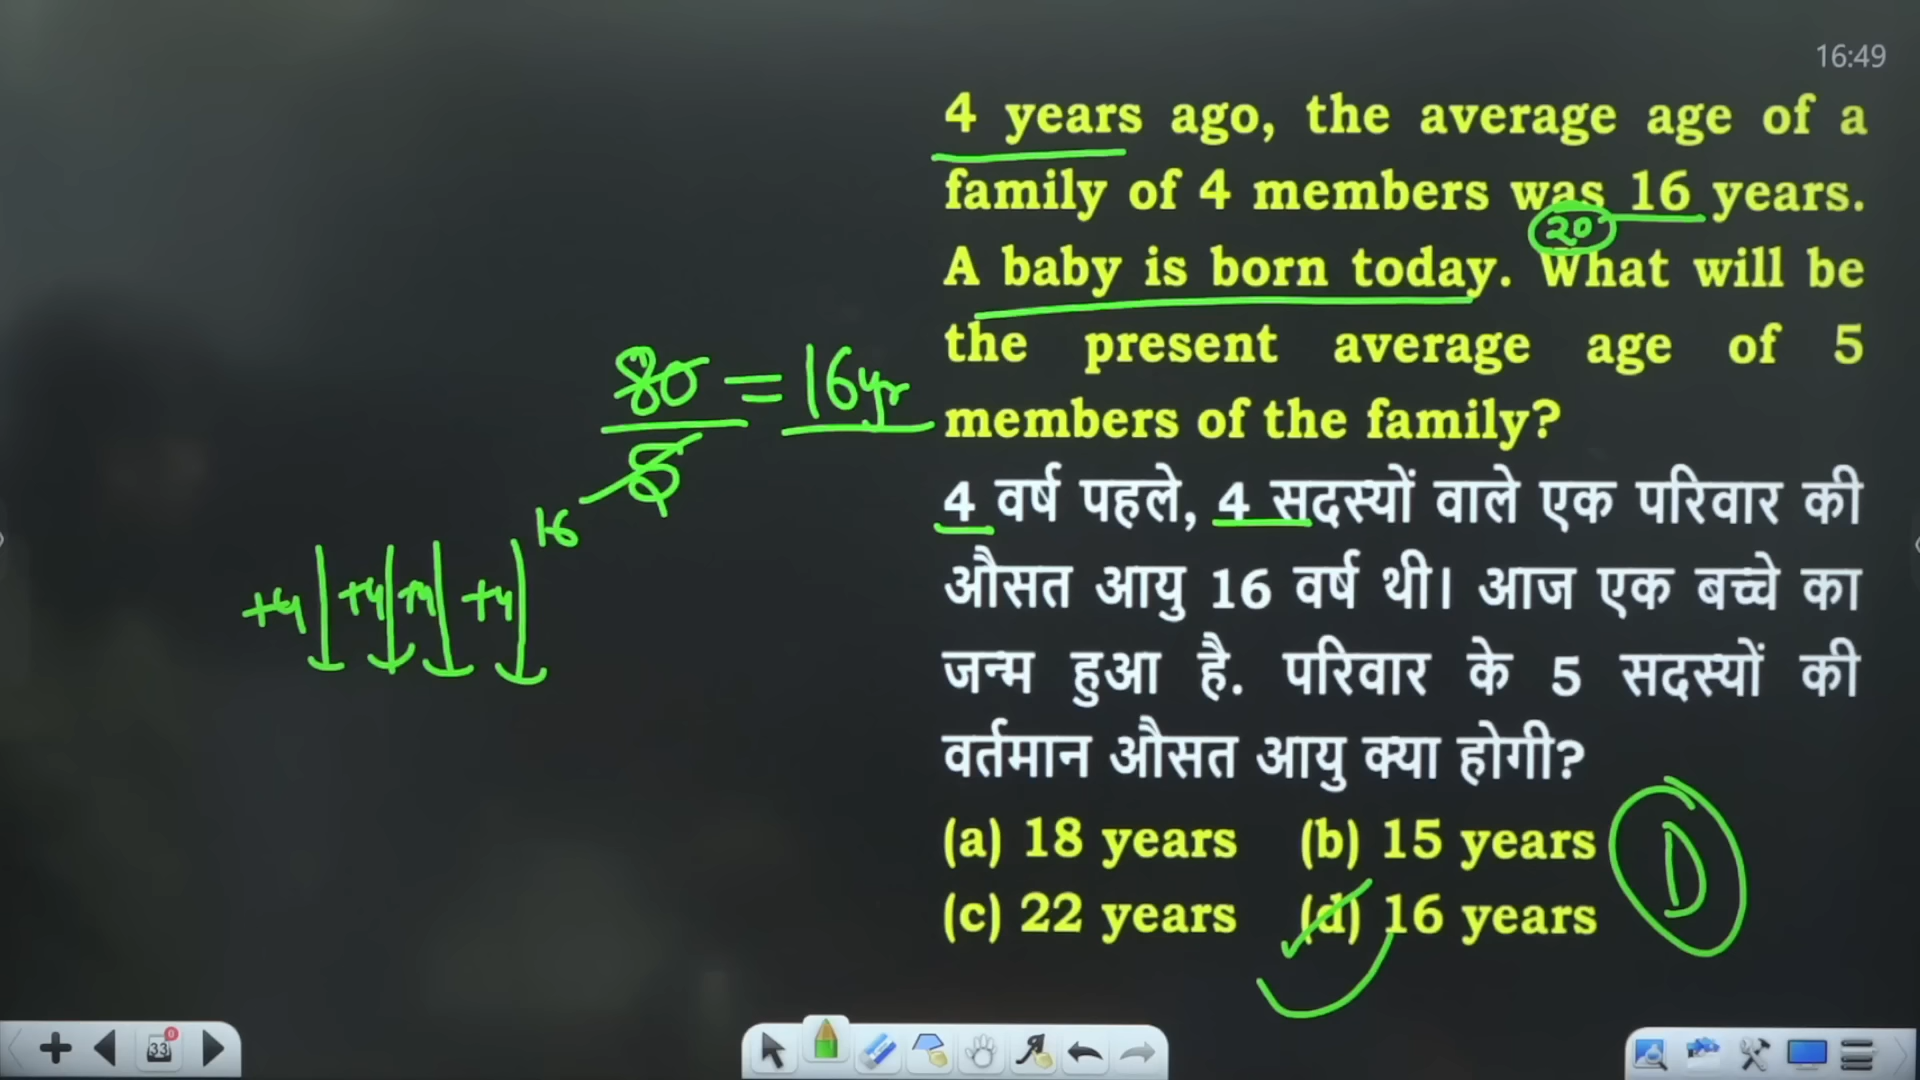 16:49
4 years ago, the average age of a
family of 4 members was 16 years.
20
A baby is born today. What will be
the present average age of 5
members of the family?
80/5 = 16yr
16
+4 +4 +4 +4
4 वर्ष पहले, 4 सदस्यों वाले एक परिवार की
औसत आयु 16 वर्ष थी। आज एक बच्चे का
जन्म हुआ है. परिवार के 5 सदस्यों की
वर्तमान औसत आयु क्या होगी?
(a) 18 years (b) 15 years
(c) 22 years (d) 16 years
D
33
0